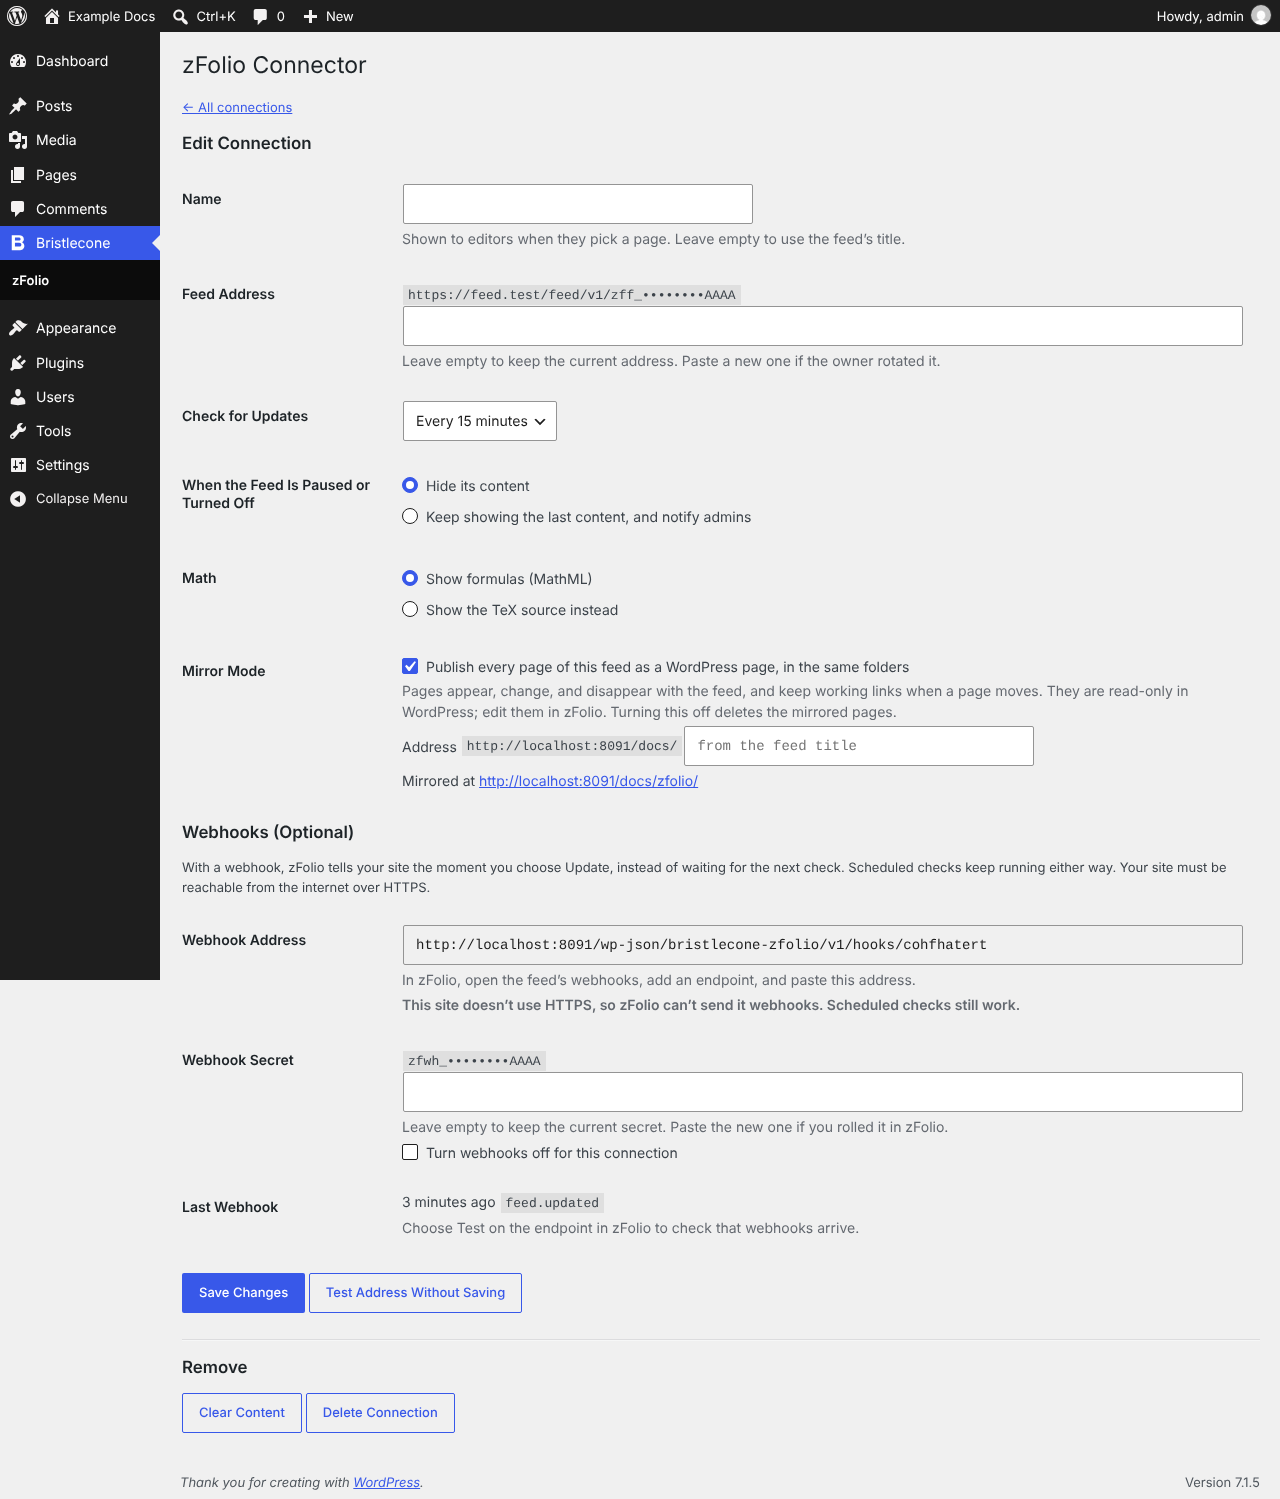 Example Docs
Ctrl+K
0
New
Howdy, admin
Dashboard
Posts
Media
Pages
Comments
Bristlecone
zFolio
Appearance
Plugins
Users
Tools
Settings
Collapse Menu
zFolio Connector
← All connections
Edit Connection
Name
Shown to editors when they pick a page. Leave empty to use the feed’s title.
Feed Address
https://feed.test/feed/v1/zff_••••••••AAAA
Leave empty to keep the current address. Paste a new one if the owner rotated it.
Check for Updates
Every 15 minutes
When the Feed Is Paused or
Turned Off
Hide its content
Keep showing the last content, and notify admins
Math
Show formulas (MathML)
Show the TeX source instead
Mirror Mode
Publish every page of this feed as a WordPress page, in the same folders
Pages appear, change, and disappear with the feed, and keep working links when a page moves. They are read-only in
WordPress; edit them in zFolio. Turning this off deletes the mirrored pages.
Address http://localhost:8091/docs/ from the feed title
Mirrored at http://localhost:8091/docs/zfolio/
Webhooks (Optional)
With a webhook, zFolio tells your site the moment you choose Update, instead of waiting for the next check. Scheduled checks keep running either way. Your site must be
reachable from the internet over HTTPS.
Webhook Address
http://localhost:8091/wp-json/bristlecone-zfolio/v1/hooks/cohfhatert
In zFolio, open the feed’s webhooks, add an endpoint, and paste this address.
This site doesn’t use HTTPS, so zFolio can’t send it webhooks. Scheduled checks still work.
Webhook Secret
zfwh_••••••••AAAA
Leave empty to keep the current secret. Paste the new one if you rolled it in zFolio.
Turn webhooks off for this connection
Last Webhook
3 minutes ago feed.updated
Choose Test on the endpoint in zFolio to check that webhooks arrive.
Save Changes
Test Address Without Saving
Remove
Clear Content
Delete Connection
Thank you for creating with WordPress.
Version 7.1.5